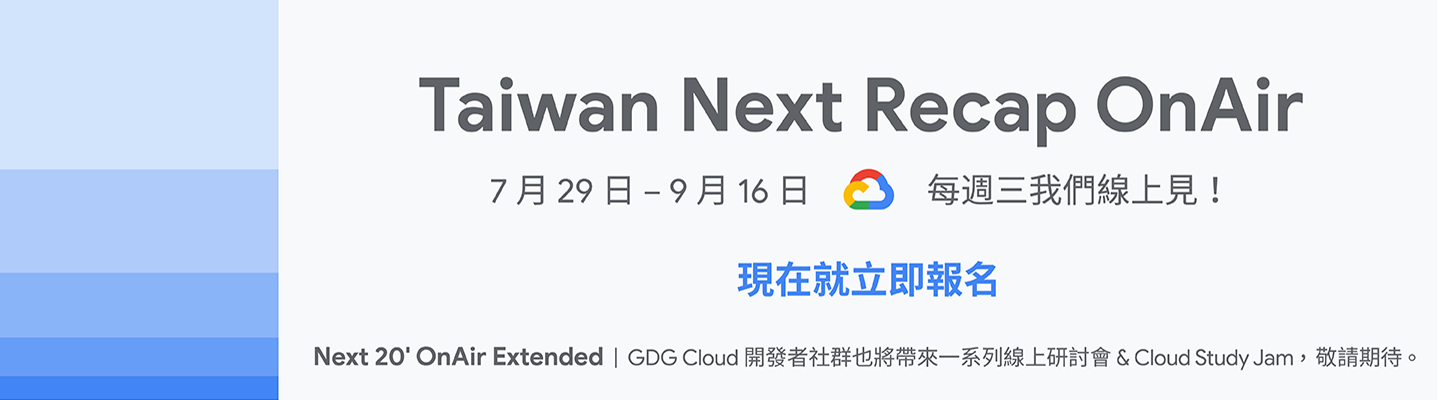 Taiwan Next Recap OnAir
7 月 29 日 – 9 月 16 日 每週三我們線上見！
現在就立即報名
Next 20' OnAir Extended | GDG Cloud 開發者社群也將帶來一系列線上研討會 & Cloud Study Jam，敬請期待。